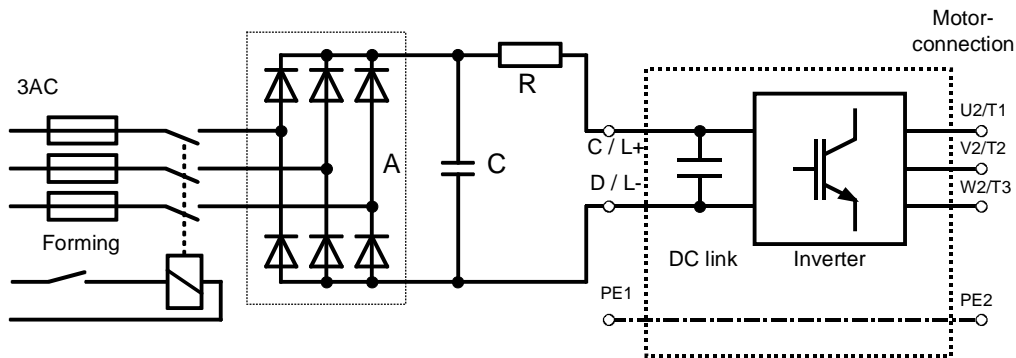 Motor-
connection
3AC
R
U2/T1
C / L+
V2/T2
A
C
D / L-
W2/T3
Forming
DC link
Inverter
PE1
PE2